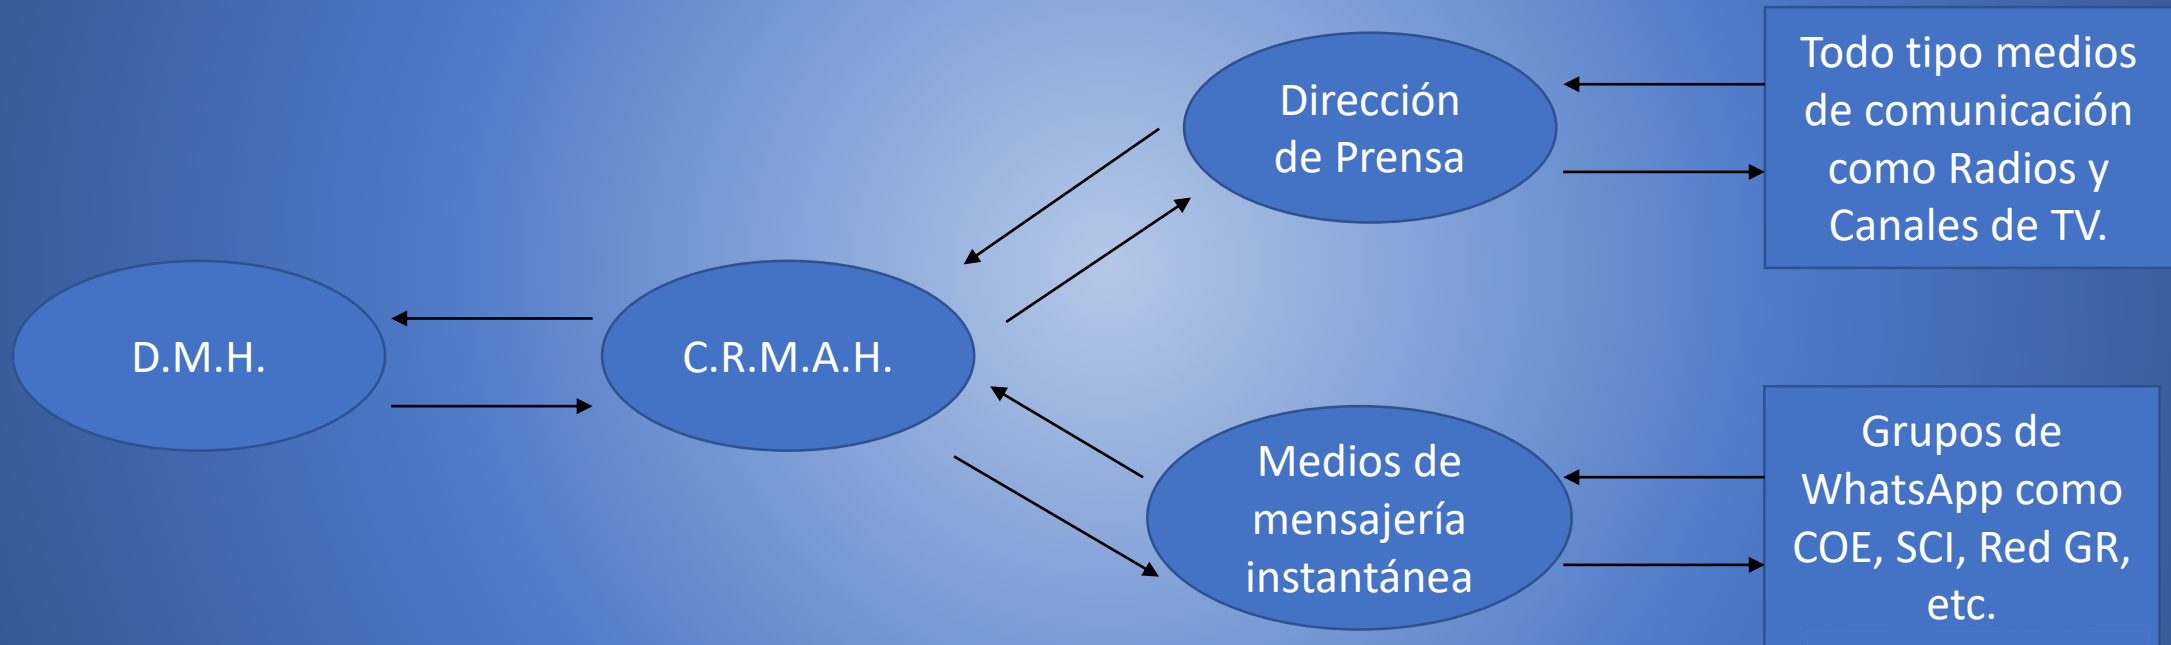 D.M.H.
C.R.M.A.H.
Dirección
de Prensa
Todo tipo medios
de comunicación
como Radios y
Canales de TV.
Medios de
mensajería
instantánea
Grupos de
WhatsApp como
COE, SCI, Red GR,
etc.